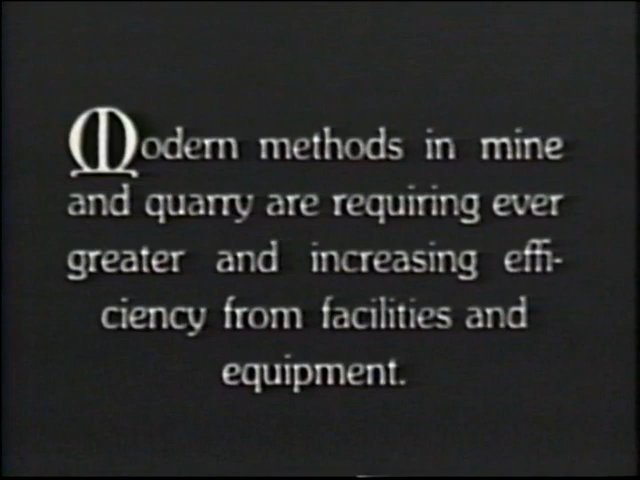 Modern methods in mine
and quarry are requiring ever
greater and increasing effi-
ciency from facilities and
equipment.